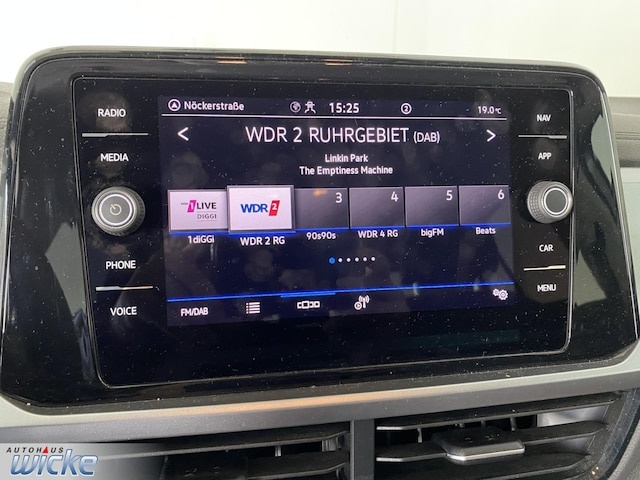 RADIO
MEDIA
PHONE
VOICE
Nöckerstraße 15:25 2 19.0°C
< WDR 2 RUHRGEBIET (DAB) >
Linkin Park
The Emptiness Machine
1LIVE DIGGI
WDR 2
3 4 5 6
1diGGi WDR 2 RG 90s90s WDR 4 RG bigFM Beats
FM/DAB
NAV
APP
CAR
MENU
AUTOHAUS
WICKE